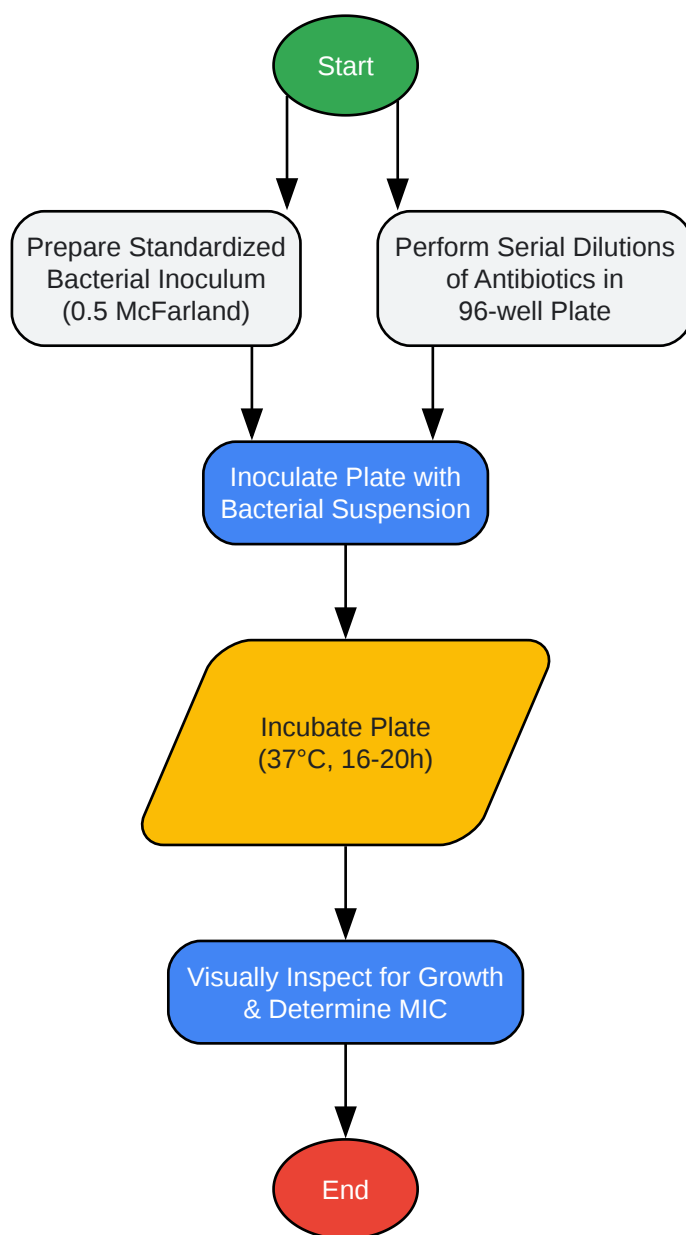 Start
Prepare Standardized
Bacterial Inoculum
(0.5 McFarland)
Perform Serial Dilutions
of Antibiotics in
96-well Plate
Inoculate Plate with
Bacterial Suspension
Incubate Plate
(37°C, 16-20h)
Visually Inspect for Growth
& Determine MIC
End